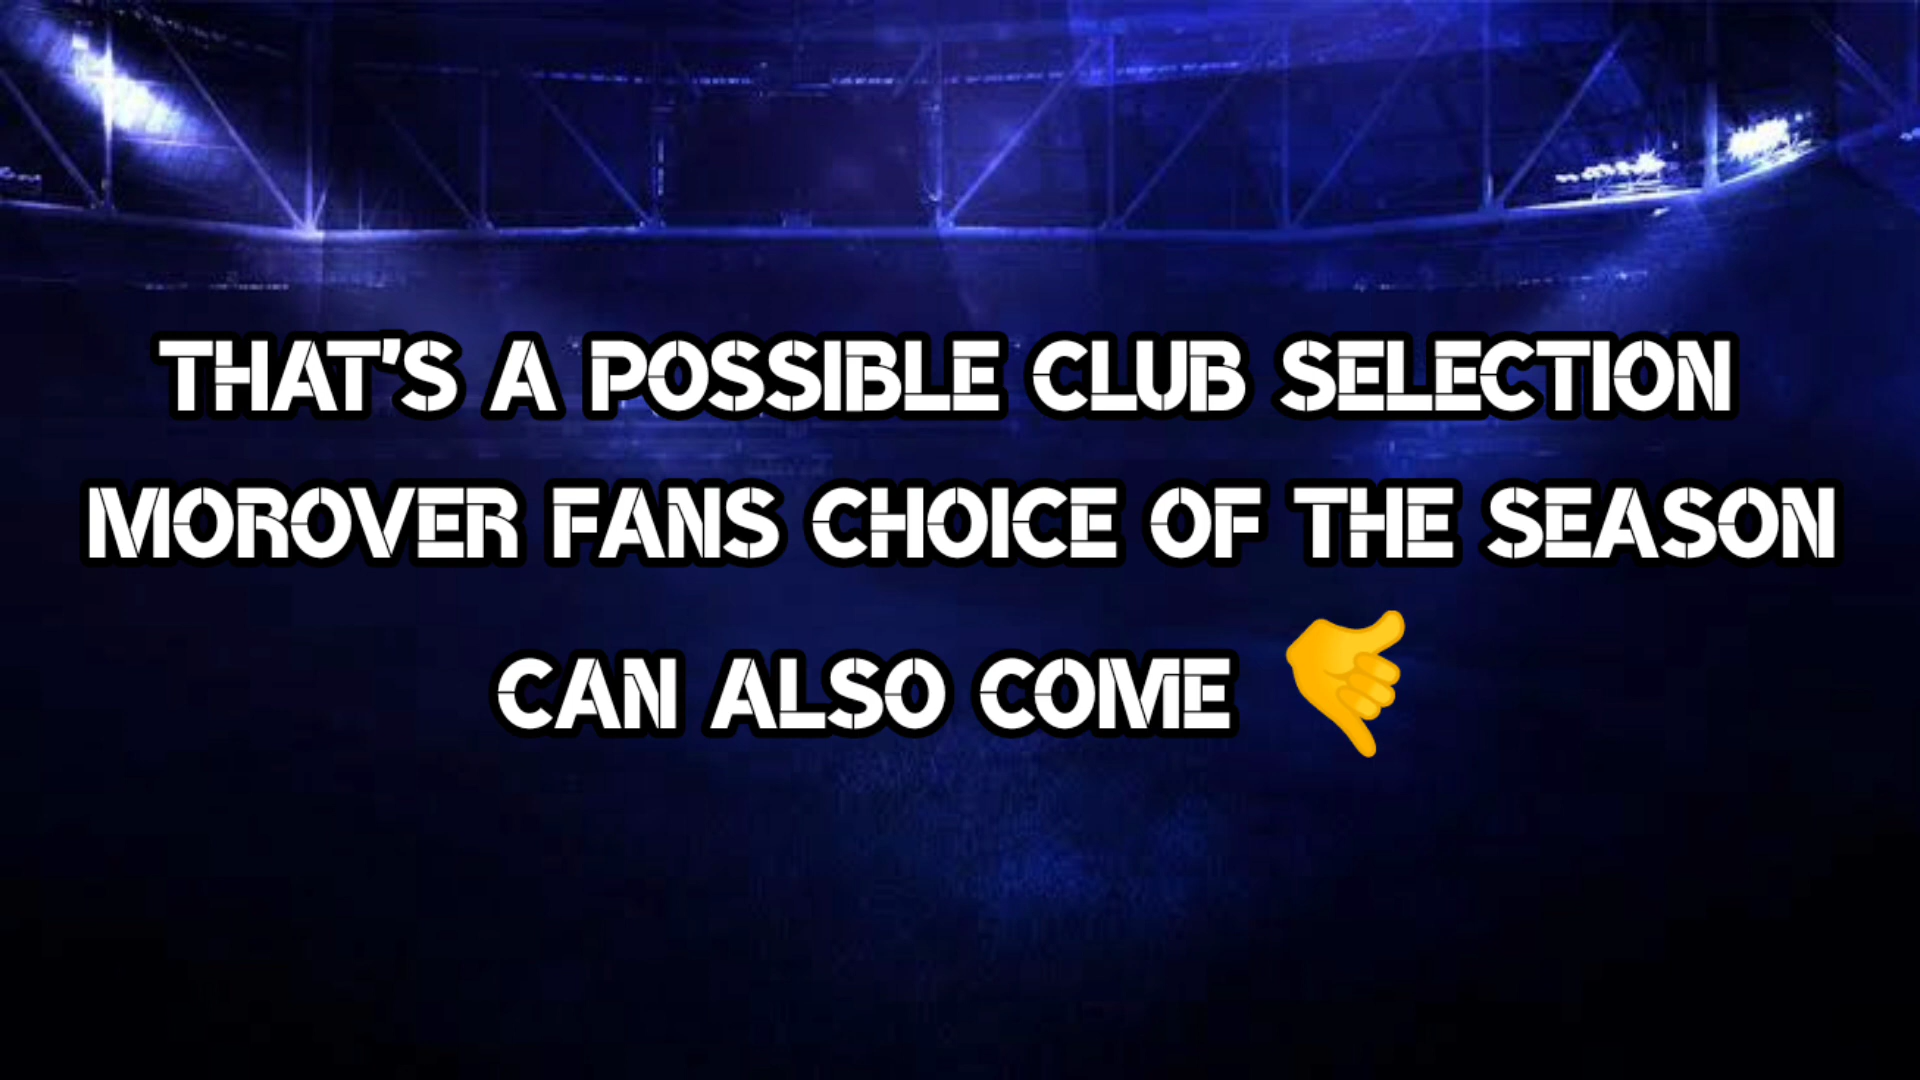 THAT'S A POSSIBLE CLUB SELECTION
MOROVER FANS CHOICE OF THE SEASON
CAN ALSO COME 🤙